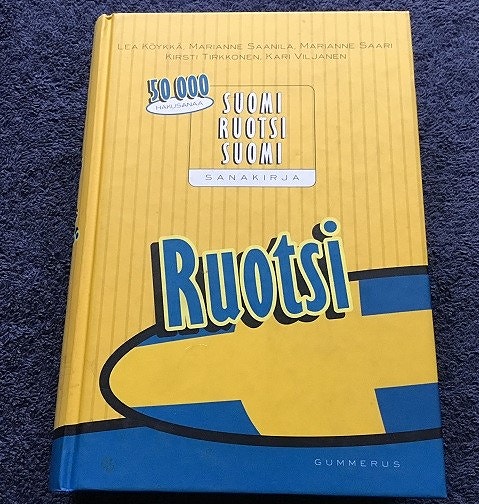 LEA KÖYKKÄ, MARIANNE SAANILA, MARIANNE SAARI
KIRSTI TIRKKONEN, KARI VILJANEN
50 000
HAKUSANAA
SUOMI
RUOTSI
SUOMI
SANAKIRJA
Ruotsi
GUMMERUS